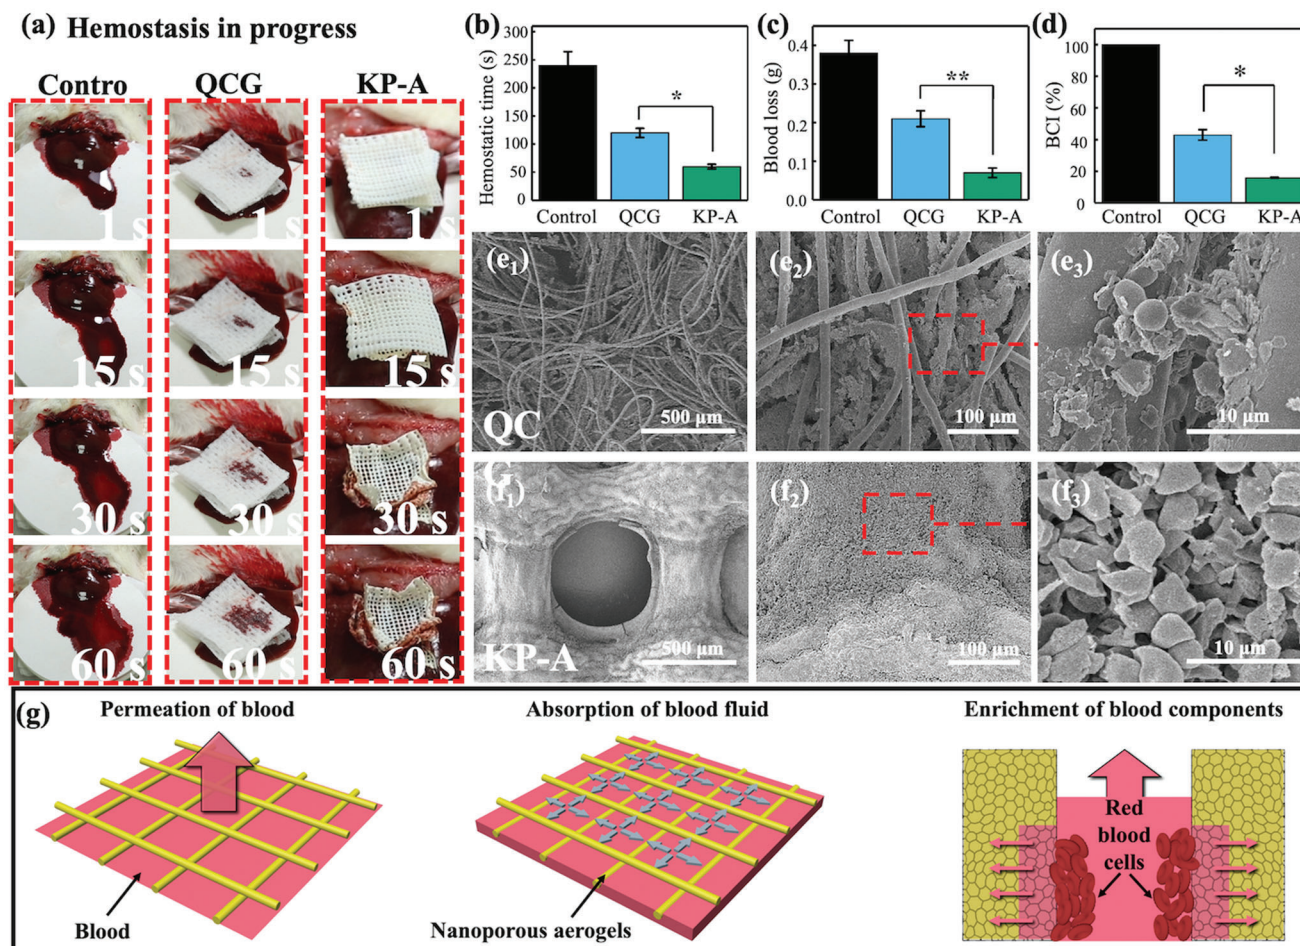 (a) Hemostasis in progress
Contro
QCG
KP-A
1 s
1 s
1 s
15 s
15 s
15 s
30 s
30 s
30 s
60 s
60 s
60 s
(b)
Hemostatic time (s)
300
250
200
150
100
50
0
*
Control QCG KP-A
(c)
Blood loss (g)
0.4
0.3
0.2
0.1
0.0
**
Control QCG KP-A
(d)
BCI (%)
100
80
60
40
20
0
*
Control QCG KP-A
(e1)
QC
500 μm
(e2)
100 μm
(e3)
10 μm
G
(f1)
KP-A
500 μm
(f2)
100 μm
(f3)
10 μm
(g)
Permeation of blood
Blood
Absorption of blood fluid
Nanoporous aerogels
Enrichment of blood components
Red
blood
cells